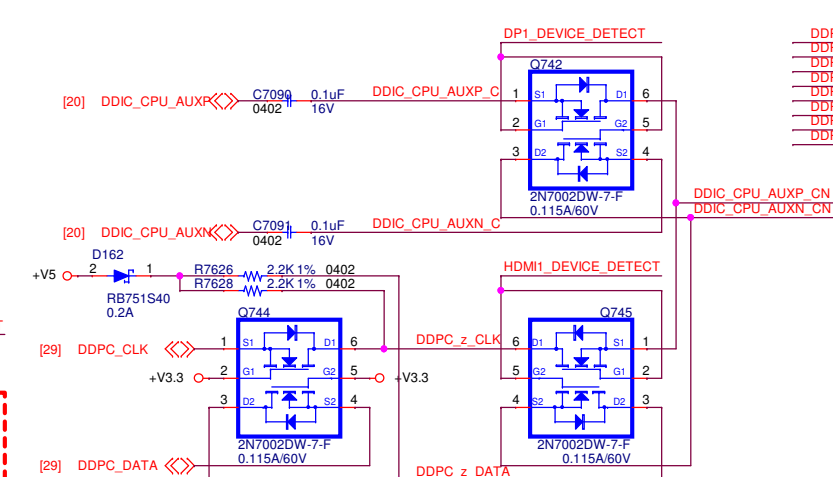 DP1_DEVICE_DETECT
Q742
[20] DDIC_CPU_AUXP
C7090 0.1uF
0402 16V
DDIC_CPU_AUXP_C
1 S1 D1 6
2 G1 G2 5
3 D2 S2 4
2N7002DW-7-F
0.115A/60V
DDIC_CPU_AUXP_CN
DDIC_CPU_AUXN_CN
[20] DDIC_CPU_AUXN
C7091 0.1uF
0402 16V
DDIC_CPU_AUXN_C
D162
+V5 2 1
RB751S40
0.2A
R7626 2.2K 1% 0402
R7628 2.2K 1% 0402
HDMI1_DEVICE_DETECT
Q744
[29] DDPC_CLK
1 S1 D1 6
+V3.3 2 G1 G2 5 +V3.3
3 D2 S2 4
2N7002DW-7-F
0.115A/60V
DDPC_z_CLK
Q745
6 D1 S1 1
5 G2 G1 2
4 S2 D2 3
2N7002DW-7-F
0.115A/60V
[29] DDPC_DATA
DDPC_z_DATA